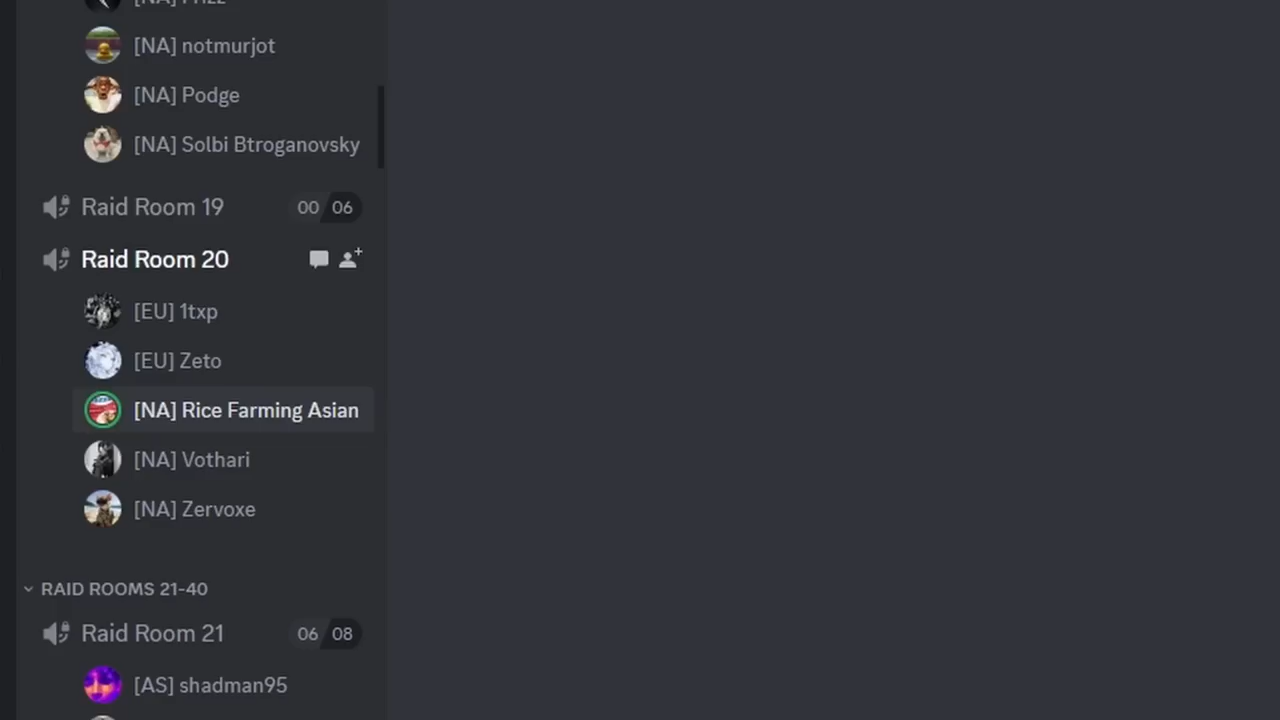 [NA] notmurjot
[NA] Podge
[NA] Solbi Btroganovsky
Raid Room 19 00 06
Raid Room 20
[EU] 1txp
[EU] Zeto
[NA] Rice Farming Asian
[NA] Vothari
[NA] Zervoxe
RAID ROOMS 21-40
Raid Room 21 06 08
[AS] shadman95